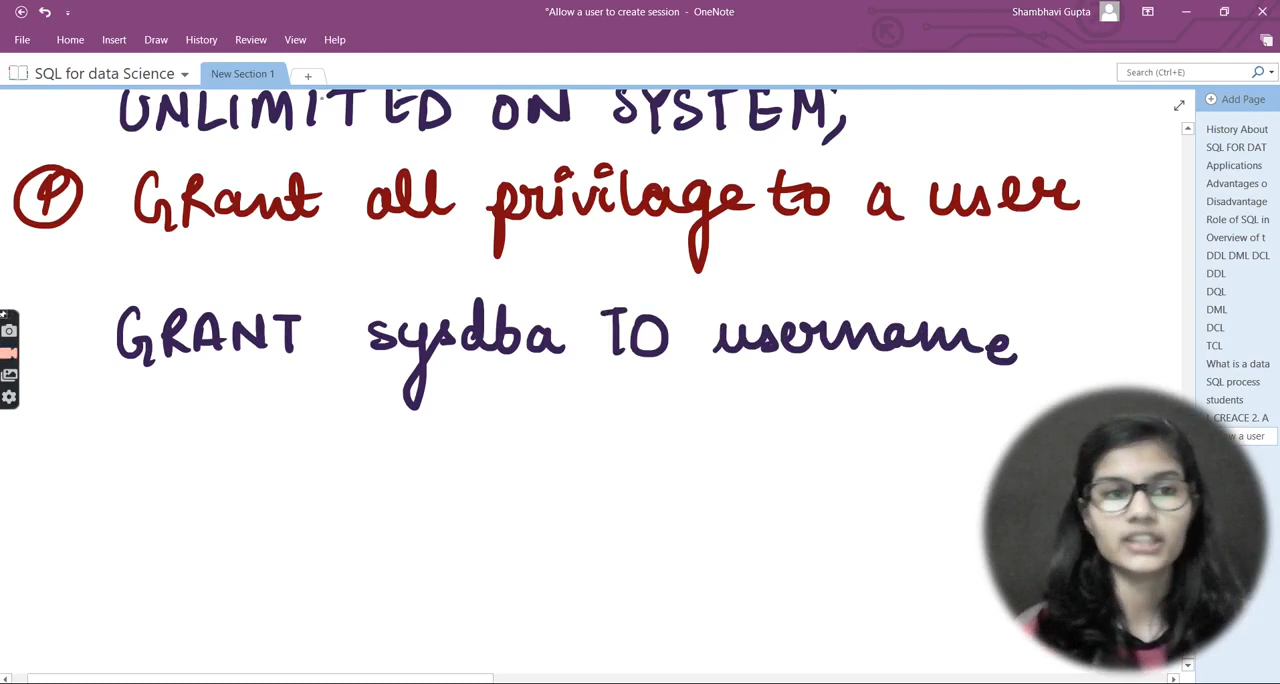 *Allow a user to create session - OneNote
Shambhavi Gupta
File Home Insert Draw History Review View Help
SQL for data Science
New Section 1
+
Search (Ctrl+E)
Add Page
UNLIMITED ON SYSTEM;
P GRant all privilage to a user
GRANT sysdba TO username
History About
SQL FOR DAT
Applications
Advantages o
Disadvantage
Role of SQL in
Overview of t
DDL DML DCL
DDL
DQL
DML
DCL
TCL
What is a data
SQL process
students
CREACE 2. A
w a user